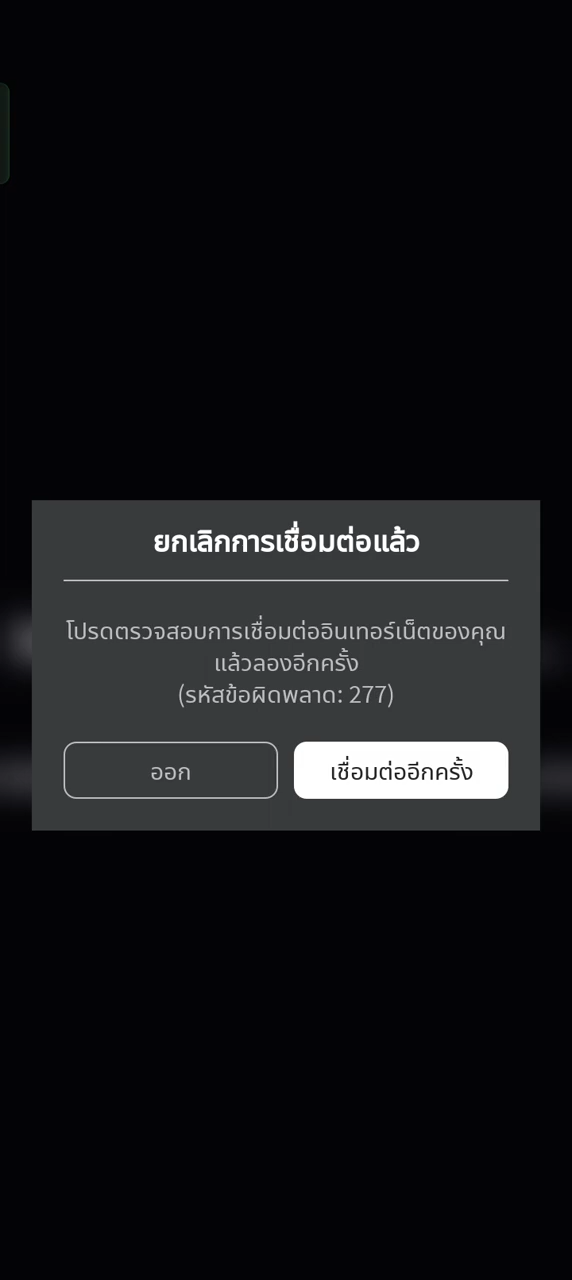 ยกเลิกการเชื่อมต่อแล้ว
โปรดตรวจสอบการเชื่อมต่ออินเทอร์เน็ตของคุณ
แล้วลองอีกครั้ง
(รหัสข้อผิดพลาด: 277)
ออก
เชื่อมต่ออีกครั้ง